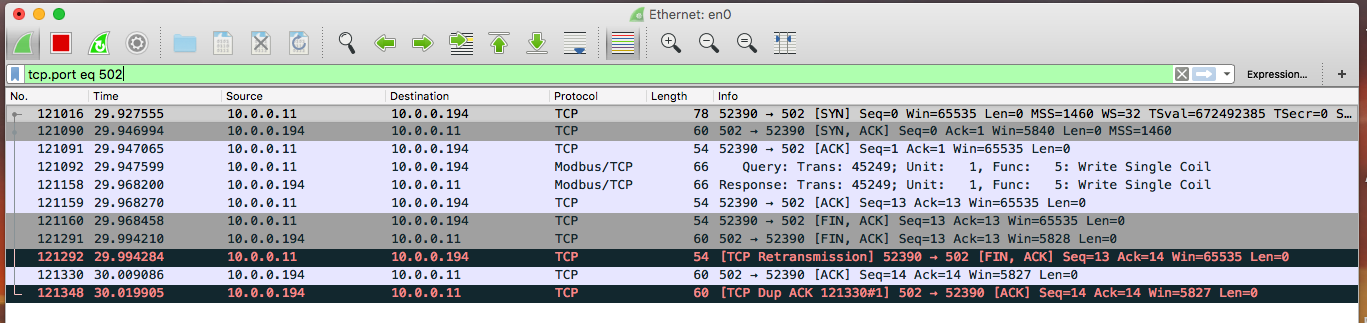 Ethernet: en0
tcp.port eq 502 Expression... +
No. Time Source Destination Protocol Length Info
121016 29.927555 10.0.0.11 10.0.0.194 TCP 78 52390 → 502 [SYN] Seq=0 Win=65535 Len=0 MSS=1460 WS=32 TSval=672492385 TSecr=0 S…
121090 29.946994 10.0.0.194 10.0.0.11 TCP 60 502 → 52390 [SYN, ACK] Seq=0 Ack=1 Win=5840 Len=0 MSS=1460
121091 29.947065 10.0.0.11 10.0.0.194 TCP 54 52390 → 502 [ACK] Seq=1 Ack=1 Win=65535 Len=0
121092 29.947599 10.0.0.11 10.0.0.194 Modbus/TCP 66 Query: Trans: 45249; Unit: 1, Func: 5: Write Single Coil
121158 29.968200 10.0.0.194 10.0.0.11 Modbus/TCP 66 Response: Trans: 45249; Unit: 1, Func: 5: Write Single Coil
121159 29.968270 10.0.0.11 10.0.0.194 TCP 54 52390 → 502 [ACK] Seq=13 Ack=13 Win=65535 Len=0
121160 29.968458 10.0.0.11 10.0.0.194 TCP 54 52390 → 502 [FIN, ACK] Seq=13 Ack=13 Win=65535 Len=0
121291 29.994210 10.0.0.194 10.0.0.11 TCP 60 502 → 52390 [FIN, ACK] Seq=13 Ack=13 Win=5828 Len=0
121292 29.994284 10.0.0.11 10.0.0.194 TCP 54 [TCP Retransmission] 52390 → 502 [FIN, ACK] Seq=13 Ack=14 Win=65535 Len=0
121330 30.009086 10.0.0.194 10.0.0.11 TCP 60 502 → 52390 [ACK] Seq=14 Ack=14 Win=5827 Len=0
121348 30.019905 10.0.0.194 10.0.0.11 TCP 60 [TCP Dup ACK 121330#1] 502 → 52390 [ACK] Seq=14 Ack=14 Win=5827 Len=0